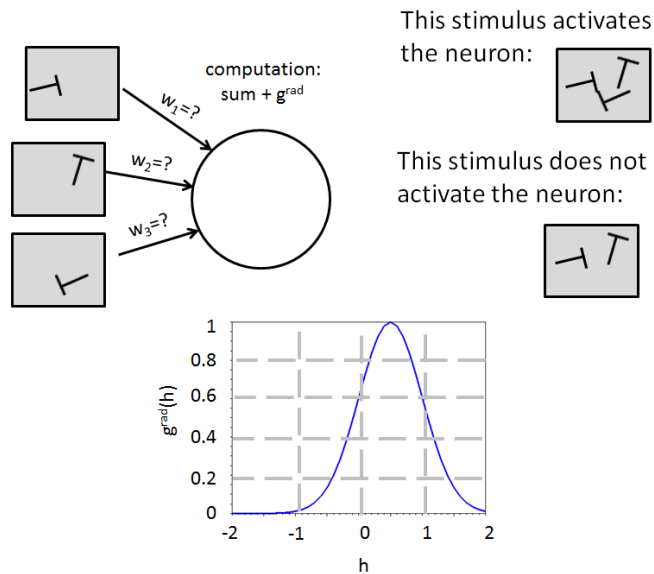 This stimulus activates
the neuron:
computation:
sum + g^rad
w₁=?
w₂=?
w₃=?
This stimulus does not
activate the neuron:
g^rad(h)
1
0.8
0.6
0.4
0.2
0
-2
-1
0
1
2
h